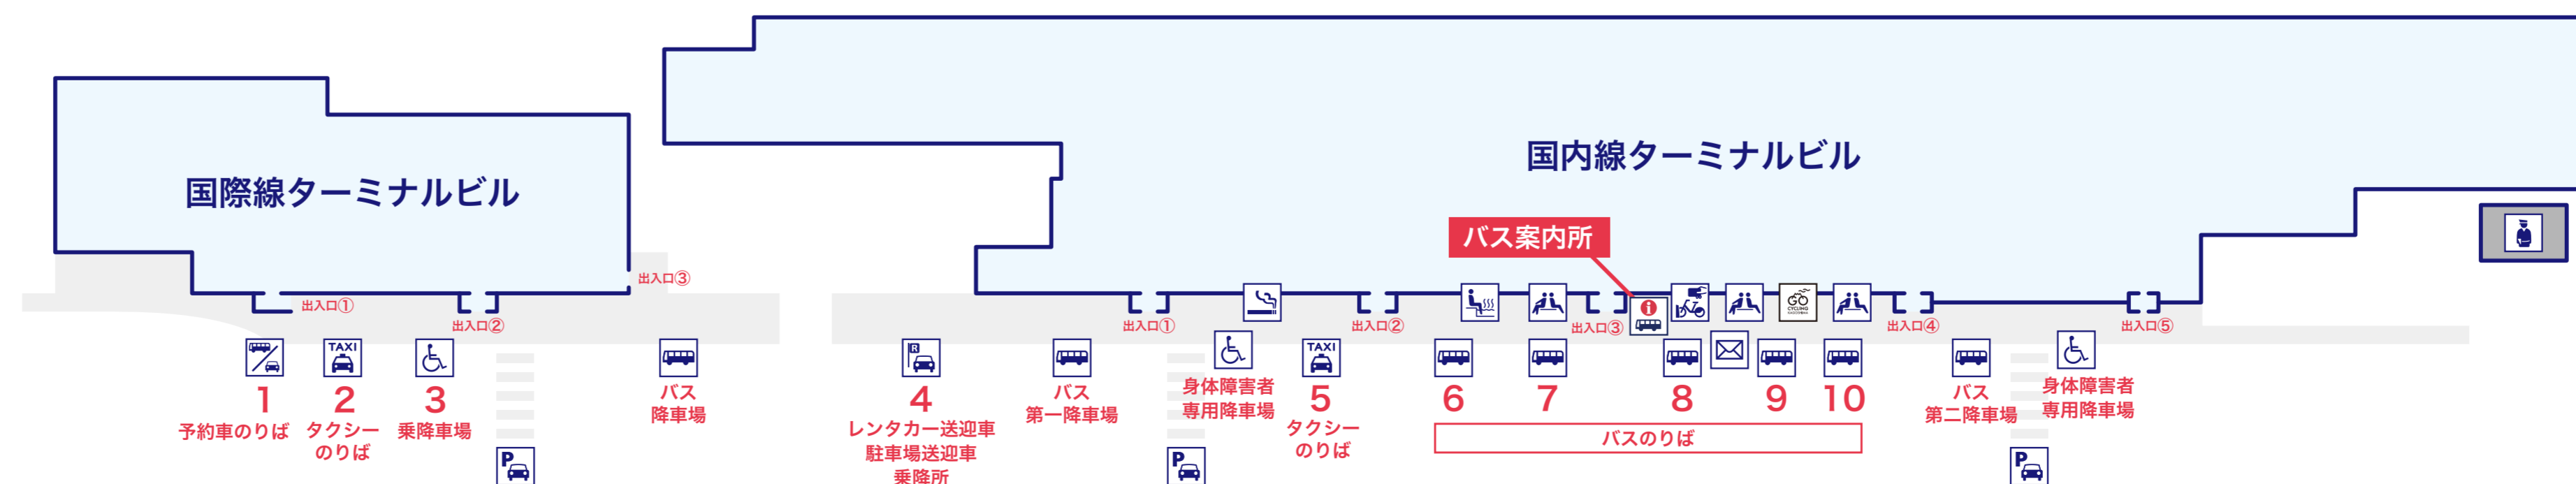 国際線ターミナルビル
国内線ターミナルビル
バス案内所
出入口③
出入口①
出入口②
出入口①
出入口②
出入口③
出入口④
出入口⑤
1
予約車のりば
TAXI
2
タクシー
のりば
3
乗降車場
P
バス
降車場
R
4
レンタカー送迎車
駐車場送迎車
乗降所
バス
第一降車場
P
身体障害者
専用降車場
TAXI
5
タクシー
のりば
6
7
8
9
10
バスのりば
バス
第二降車場
P
身体障害者
専用降車場